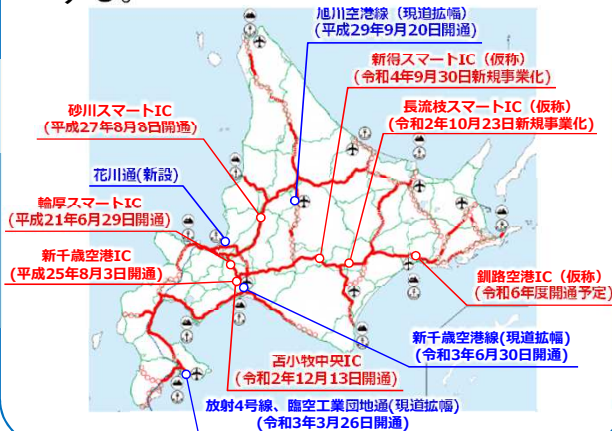 する。
旭川空港線（現道拡幅）
(平成29年9月20日開通)
新得スマートIC（仮称）
(令和4年9月30日新規事業化)
長流枝スマートIC（仮称）
(令和2年10月23日新規事業化)
砂川スマートIC
(平成27年8月8日開通)
花川通(新設)
輪厚スマートIC
(平成21年6月29日開通)
新千歳空港IC
(平成25年8月3日開通)
釧路空港IC（仮称）
(令和6年度開通予定)
新千歳空港線(現道拡幅)
(令和3年6月30日開通)
苫小牧中央IC
(令和2年12月13日開通)
放射4号線、臨空工業団地通(現道拡幅)
(令和3年3月26日開通)